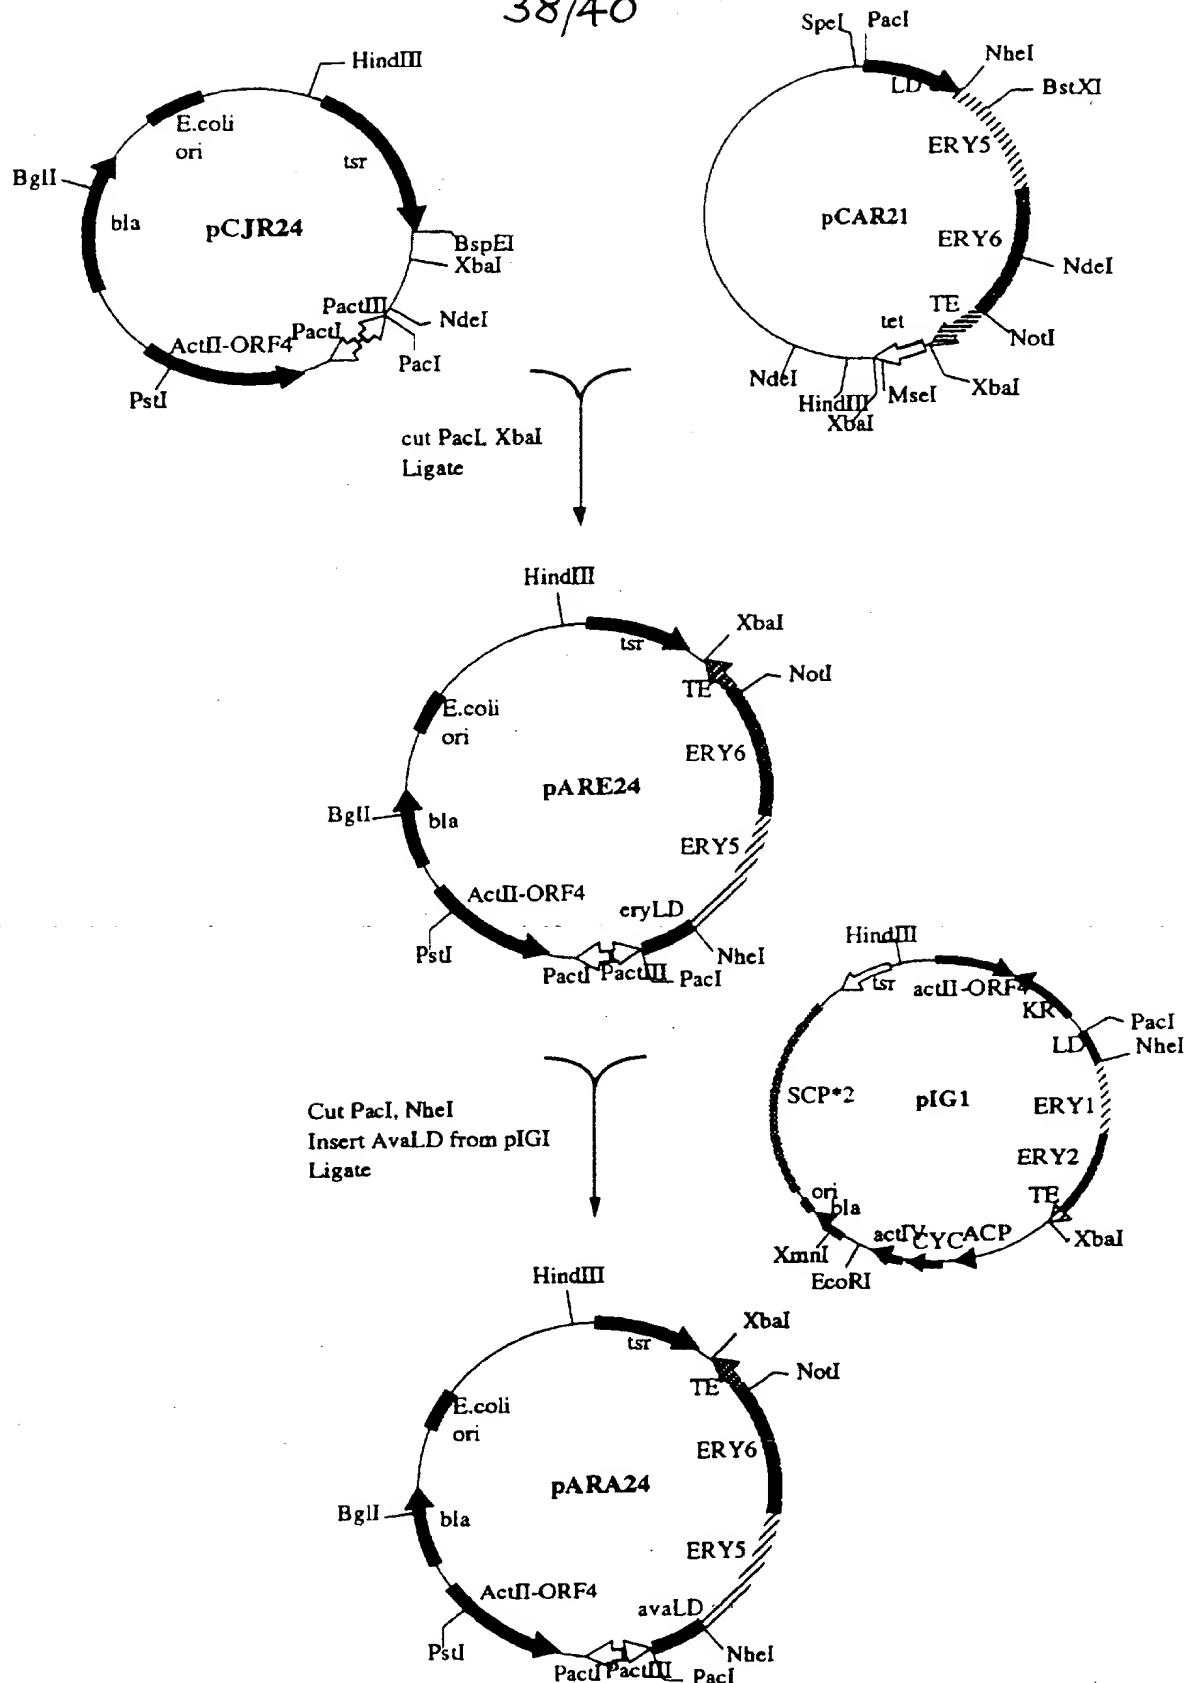 38/40
HindIII
E.coli
ori
tsr
BglI
bla
pCJR24
BspEI
XbaI
PactIII
PactI
NdeI
ActII-ORF4
PacI
PstI
SpeI PacI
NheI
LD
BstXI
ERY5
pCAR21
ERY6
NdeI
TE
tet
NotI
NdeI
MseI
XbaI
HindIII
XbaI
cut PacI, XbaI
Ligate
HindIII
XbaI
tsr
TE
NotI
E.coli
ori
ERY6
pARE24
BglI
bla
ERY5
ActII-ORF4
eryLD
PstI
NheI
PactI PactIII PacI
HindIII
tsr
actII-ORF4
KR
PacI
LD
NheI
SCP*2
pIG1
ERY1
ERY2
TE
ori
bla
actIV
CYC
ACP
XbaI
XmnI
EcoRI
Cut PacI, NheI
Insert AvaLD from pIGI
Ligate
HindIII
XbaI
tsr
TE
NotI
E.coli
ori
ERY6
pARA24
BglI
bla
ERY5
ActII-ORF4
avaLD
PstI
NheI
PactI PactIII PacI